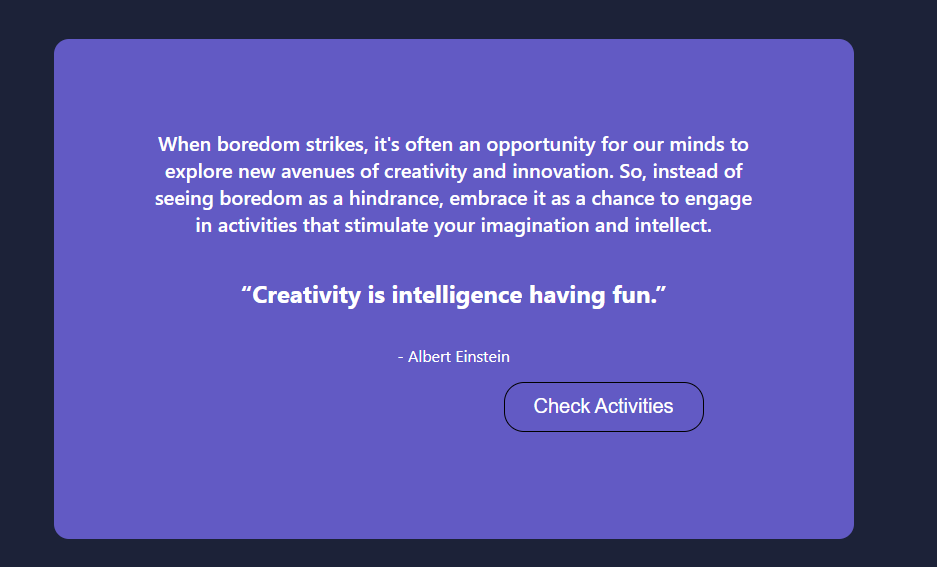 When boredom strikes, it's often an opportunity for our minds to
explore new avenues of creativity and innovation. So, instead of
seeing boredom as a hindrance, embrace it as a chance to engage
in activities that stimulate your imagination and intellect.
“Creativity is intelligence having fun.”
- Albert Einstein
Check Activities